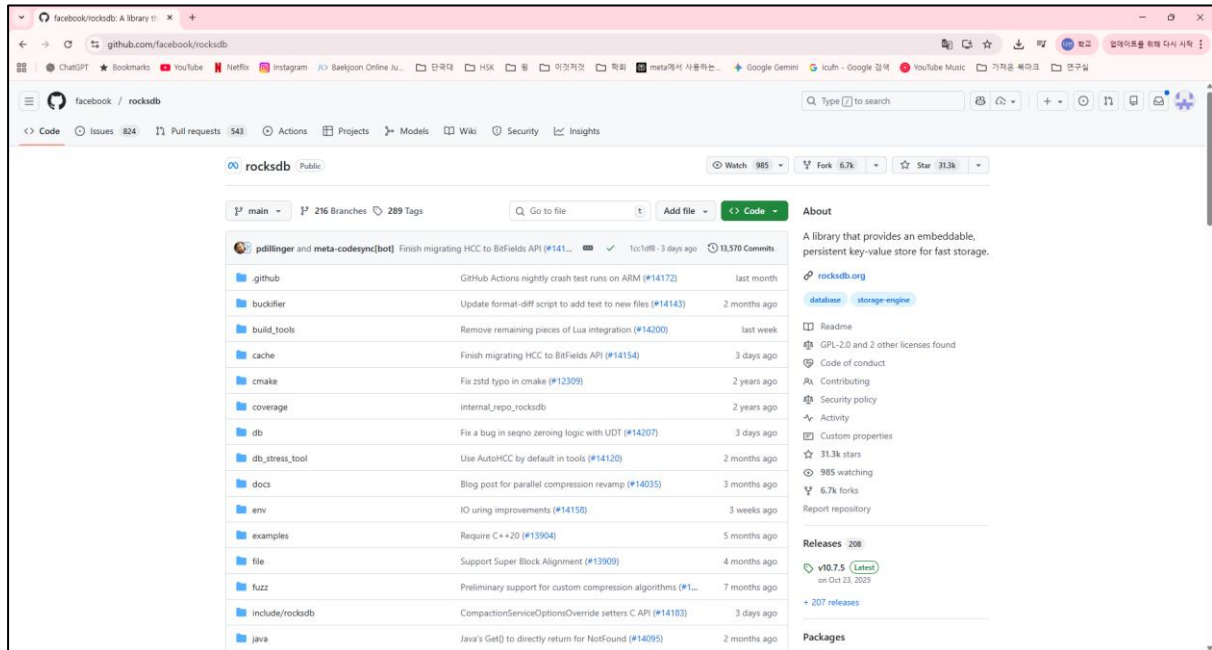 facebook/rocksdb: A library th
github.com/facebook/rocksdb
학교
업데이트를 위해 다시 시작
ChatGPT Bookmarks YouTube Netflix Instagram Baekjoon Online Ju... 단국대 HSK 윙 이것저것 학회 meta에서 사용하는... Google Gemini icufn - Google 검색 YouTube Music 가져온 북마크 연구실
facebook / rocksdb
Type / to search
Code Issues 824 Pull requests 543 Actions Projects Models Wiki Security Insights
rocksdb Public
Watch 985 Fork 6.7k Star 31.3k
main 216 Branches 289 Tags Go to file t Add file Code
pdillinger and meta-codesync[bot] Finish migrating HCC to BitFields API (#141... 1cc1df8 · 3 days ago 13,570 Commits
.github GitHub Actions nightly crash test runs on ARM (#14172) last month
buckifier Update format-diff script to add text to new files (#14143) 2 months ago
build_tools Remove remaining pieces of Lua integration (#14200) last week
cache Finish migrating HCC to BitFields API (#14154) 3 days ago
cmake Fix zstd typo in cmake (#12309) 2 years ago
coverage internal_repo_rocksdb 2 years ago
db Fix a bug in seqno zeroing logic with UDT (#14207) 3 days ago
db_stress_tool Use AutoHCC by default in tools (#14120) 2 months ago
docs Blog post for parallel compression revamp (#14035) 3 months ago
env IO uring improvements (#14158) 3 weeks ago
examples Require C++20 (#13904) 5 months ago
file Support Super Block Alignment (#13909) 4 months ago
fuzz Preliminary support for custom compression algorithms (#1... 7 months ago
include/rocksdb CompactionServiceOptionsOverride setters C API (#14183) 3 days ago
java Java's Get() to directly return for NotFound (#14095) 2 months ago
About
A library that provides an embeddable,
persistent key-value store for fast storage.
rocksdb.org
database storage-engine
Readme
GPL-2.0 and 2 other licenses found
Code of conduct
Contributing
Security policy
Activity
Custom properties
31.3k stars
985 watching
6.7k forks
Report repository
Releases 208
v10.7.5 Latest
on Oct 23, 2025
+ 207 releases
Packages